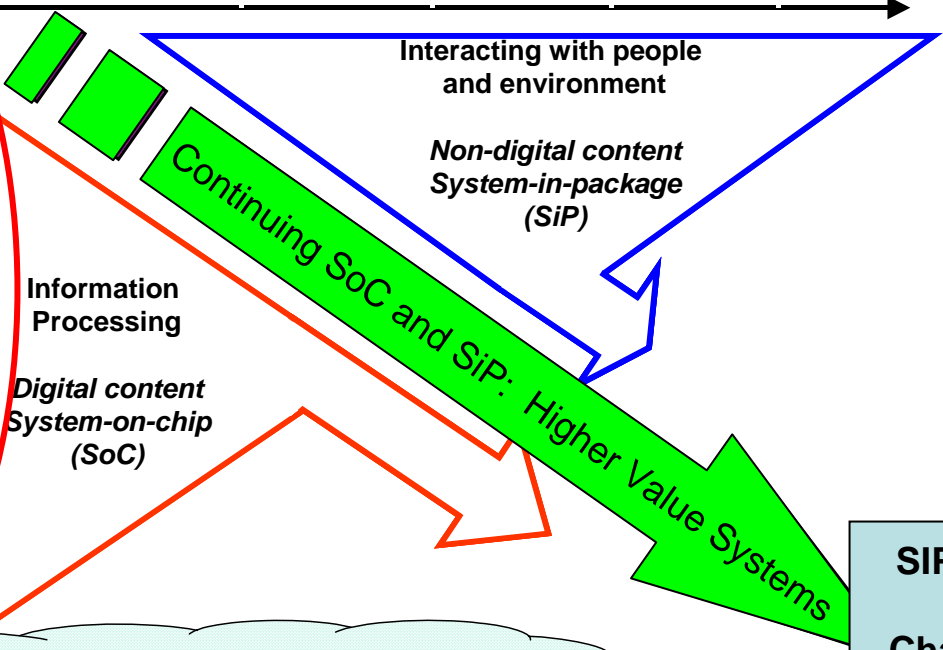 Interacting with people
and environment
Non-digital content
System-in-package
(SiP)
Continuing SoC and SiP: Higher Value Systems
Information
Processing
Digital content
System-on-chip
(SoC)